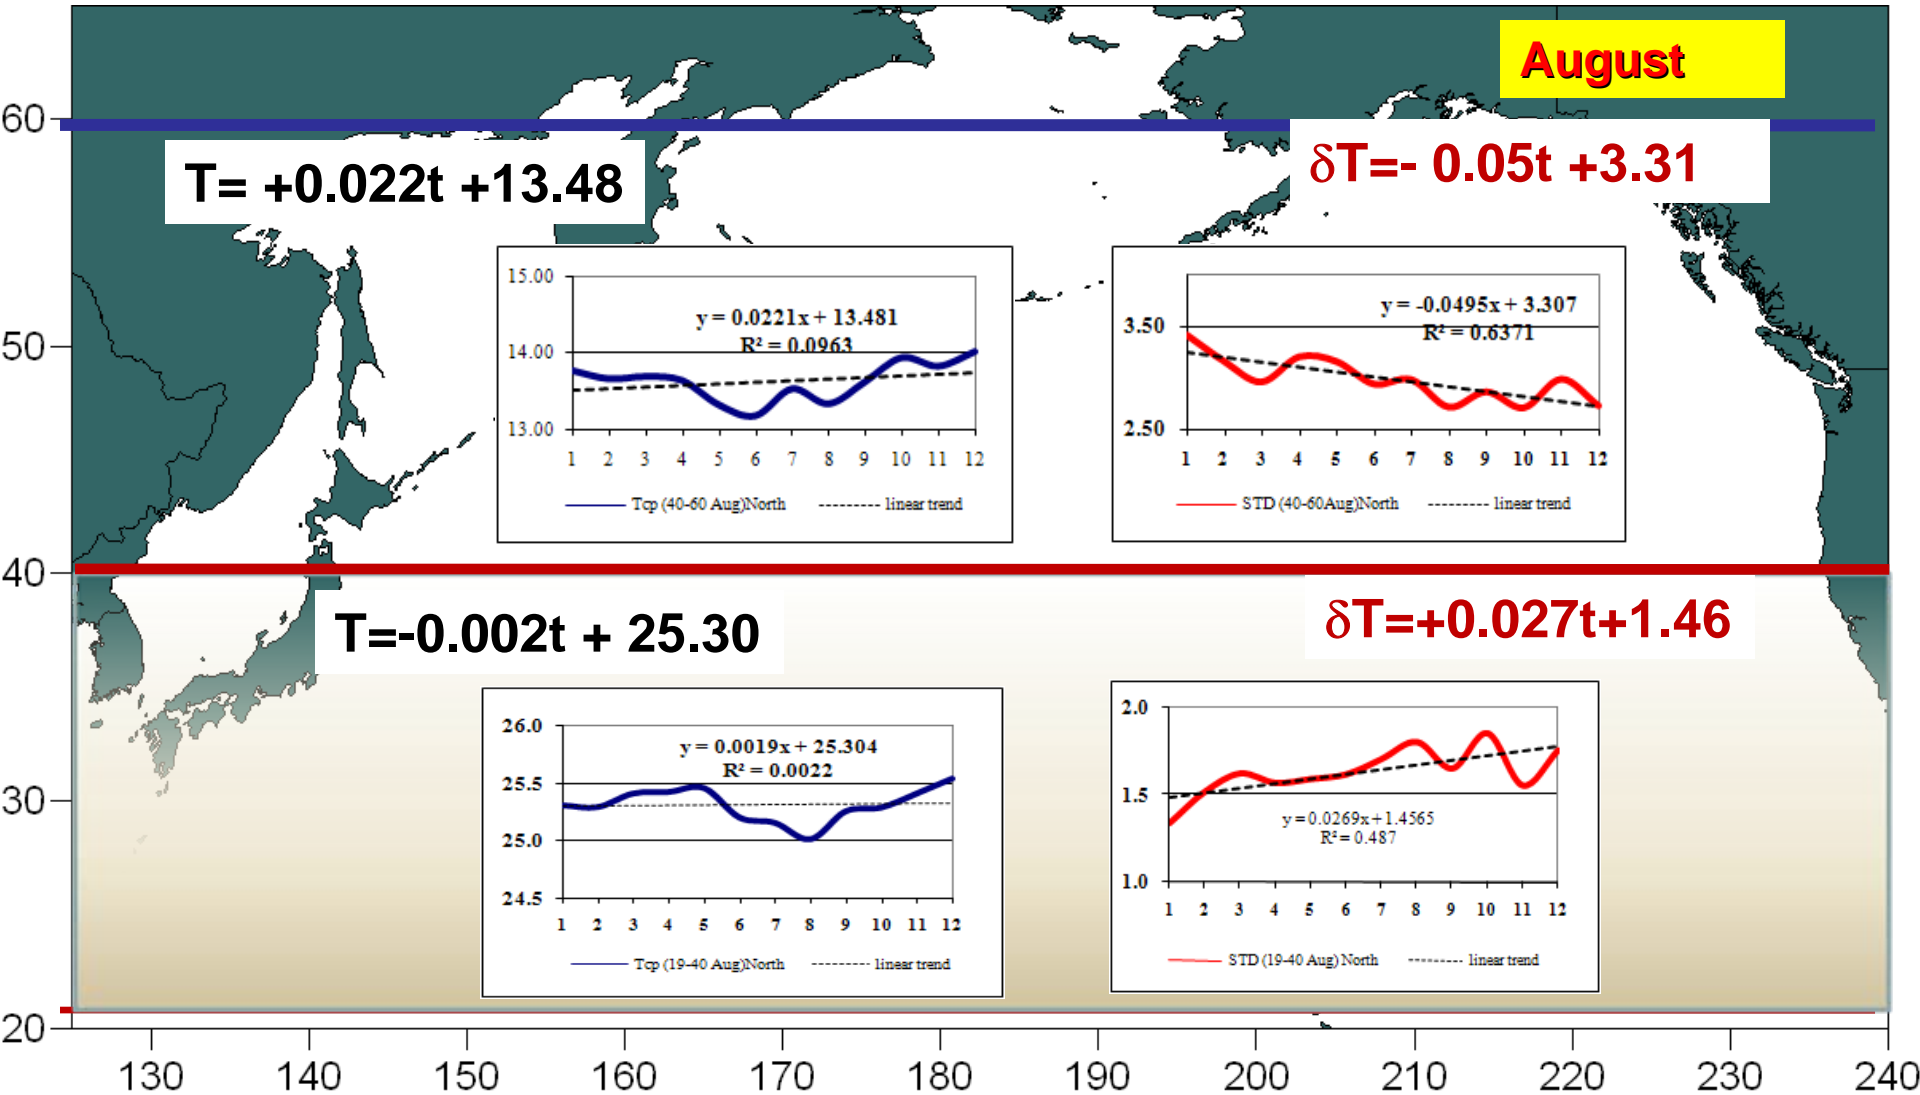 August
60
T= +0.022t +13.48
δT=- 0.05t +3.31
15.00
14.00
13.00
y = 0.0221x + 13.481
R² = 0.0963
1 2 3 4 5 6 7 8 9 10 11 12
Tcp (40-60 Aug)North linear trend
3.50
2.50
y = -0.0495x + 3.307
R² = 0.6371
1 2 3 4 5 6 7 8 9 10 11 12
STD (40-60Aug)North linear trend
50
40
T=-0.002t + 25.30
δT=+0.027t+1.46
26.0
25.5
25.0
24.5
y = 0.0019x + 25.304
R² = 0.0022
1 2 3 4 5 6 7 8 9 10 11 12
Tcp (19-40 Aug)North linear trend
2.0
1.5
1.0
y = 0.0269x + 1.4565
R² = 0.487
1 2 3 4 5 6 7 8 9 10 11 12
STD (19-40 Aug) North linear trend
30
20
130 140 150 160 170 180 190 200 210 220 230 240